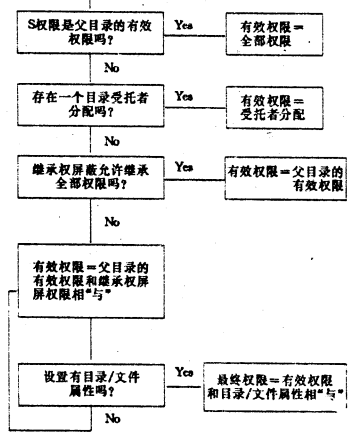 S权限是父目录的有效
权限吗?
Yes
有效权限=
全部权限
No
存在一个目录受托者
分配吗?
Yes
有效权限=
受托者分配
No
继承权屏蔽允许继承
全部权限吗?
Yes
有效权限=父目录的
有效权限
No
有效权限=父目录的
有效权限和继承权屏
屏权限相“与”
设置有目录/文件
属性吗?
Yes
最终权限=有效权限
和目录/文件属性相“与”
No